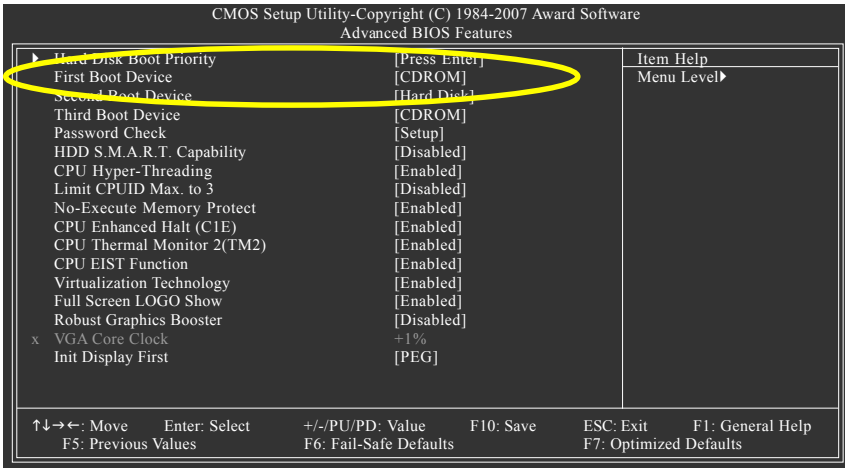 CMOS Setup Utility-Copyright (C) 1984-2007 Award Software
Advanced BIOS Features
Hard Disk Boot Priority [Press Enter] Item Help
First Boot Device [CDROM] Menu Level
Second Boot Device [Hard Disk]
Third Boot Device [CDROM]
Password Check [Setup]
HDD S.M.A.R.T. Capability [Disabled]
CPU Hyper-Threading [Enabled]
Limit CPUID Max. to 3 [Disabled]
No-Execute Memory Protect [Enabled]
CPU Enhanced Halt (C1E) [Enabled]
CPU Thermal Monitor 2(TM2) [Enabled]
CPU EIST Function [Enabled]
Virtualization Technology [Enabled]
Full Screen LOGO Show [Enabled]
Robust Graphics Booster [Disabled]
x VGA Core Clock +1%
Init Display First [PEG]
↑↓→←: Move Enter: Select +/-/PU/PD: Value F10: Save ESC: Exit F1: General Help
F5: Previous Values F6: Fail-Safe Defaults F7: Optimized Defaults